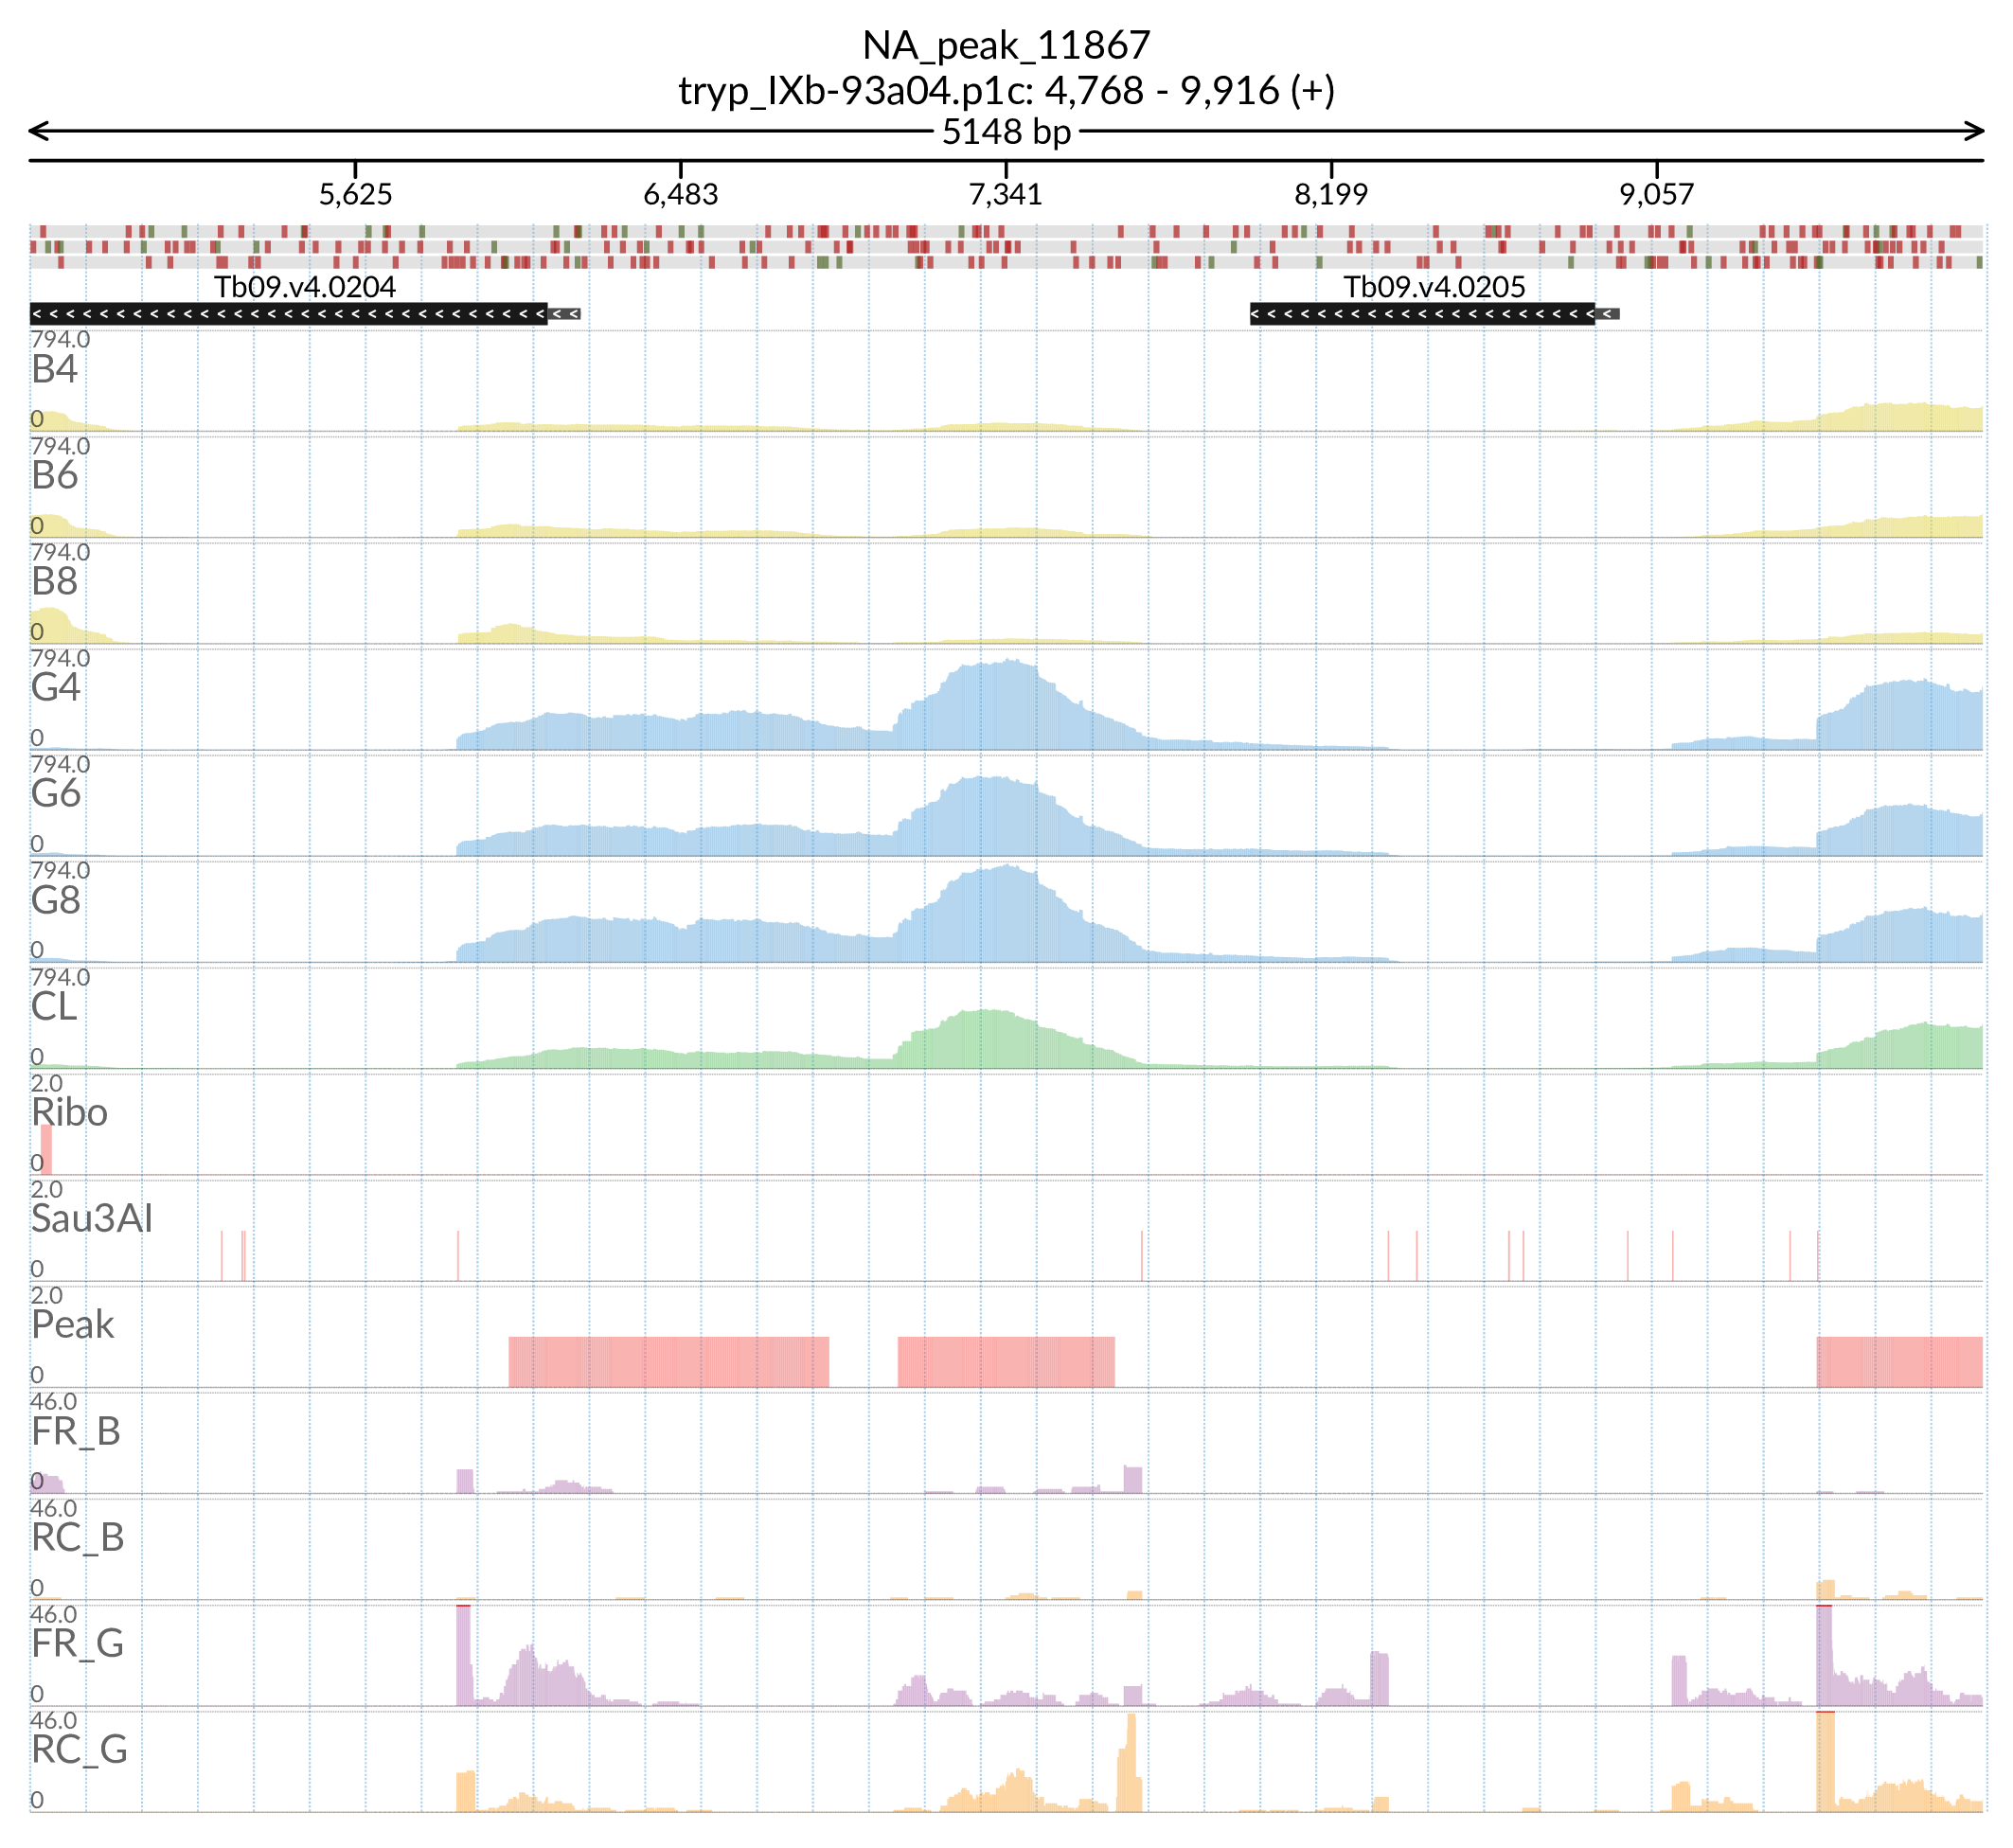 NA_peak_11867
tryp_IXb-93a04.p1c: 4,768 - 9,916 (+)
5148 bp
5,625 6,483 7,341 8,199 9,057
Tb09.v4.0204 Tb09.v4.0205
794.0
B4
0
794.0
B6
0
794.0
B8
0
794.0
G4
0
794.0
G6
0
794.0
G8
0
794.0
CL
0
2.0
Ribo
0
2.0
Sau3AI
0
2.0
Peak
0
46.0
FR_B
0
46.0
RC_B
0
46.0
FR_G
0
46.0
RC_G
0